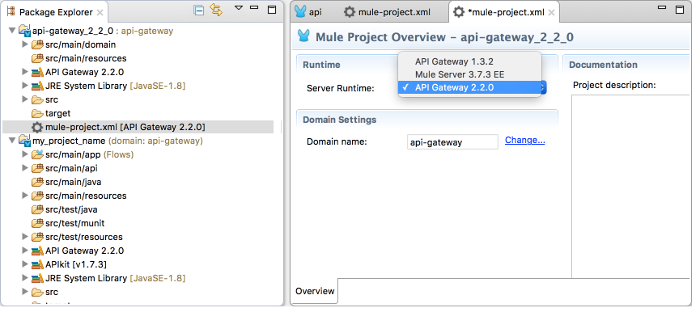 Package Explorer
api-gateway_2_2_0 : api-gateway
src/main/domain
src/main/resources
API Gateway 2.2.0
JRE System Library [JavaSE-1.8]
src
target
mule-project.xml [API Gateway 2.2.0]
my_project_name (domain: api-gateway)
src/main/app (Flows)
src/main/api
src/main/java
src/main/resources
src/test/java
src/test/munit
src/test/resources
API Gateway 2.2.0
APIkit [v1.7.3]
JRE System Library [JavaSE-1.8]
src
api
mule-project.xml
*mule-project.xml
Mule Project Overview - api-gateway_2_2_0
Runtime
Server Runtime:
API Gateway 1.3.2
Mule Server 3.7.3 EE
✓ API Gateway 2.2.0
Domain Settings
Domain name:
api-gateway
Change...
Documentation
Project description:
Overview